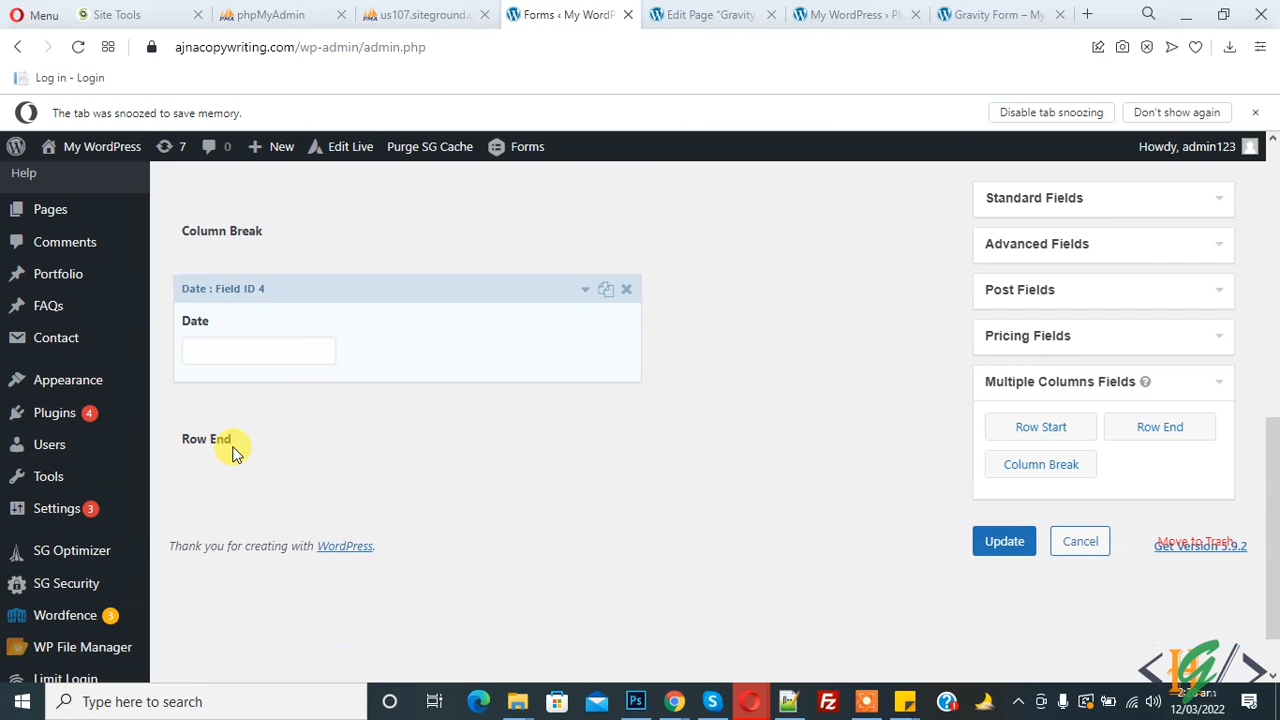 Menu
Site Tools
phpMyAdmin
us107.siteground.
Forms ‹ My WordP
Edit Page "Gravity
My WordPress › Pl
Gravity Form – My
ajnacopywriting.com/wp-admin/admin.php
Log in - Login
The tab was snoozed to save memory.
Disable tab snoozing
Don't show again
My WordPress
7
0
New
Edit Live
Purge SG Cache
Forms
Howdy, admin123
Help
Pages
Comments
Portfolio
FAQs
Contact
Appearance
Plugins 4
Users
Tools
Settings 3
SG Optimizer
SG Security
Wordfence 3
WP File Manager
Limit Login
Column Break
Date : Field ID 4
Date
Row End
Thank you for creating with WordPress.
Standard Fields
Advanced Fields
Post Fields
Pricing Fields
Multiple Columns Fields
Row Start
Row End
Column Break
Update
Cancel
Move to Trash
Get Version 5.9.2
Type here to search
12/03/2022